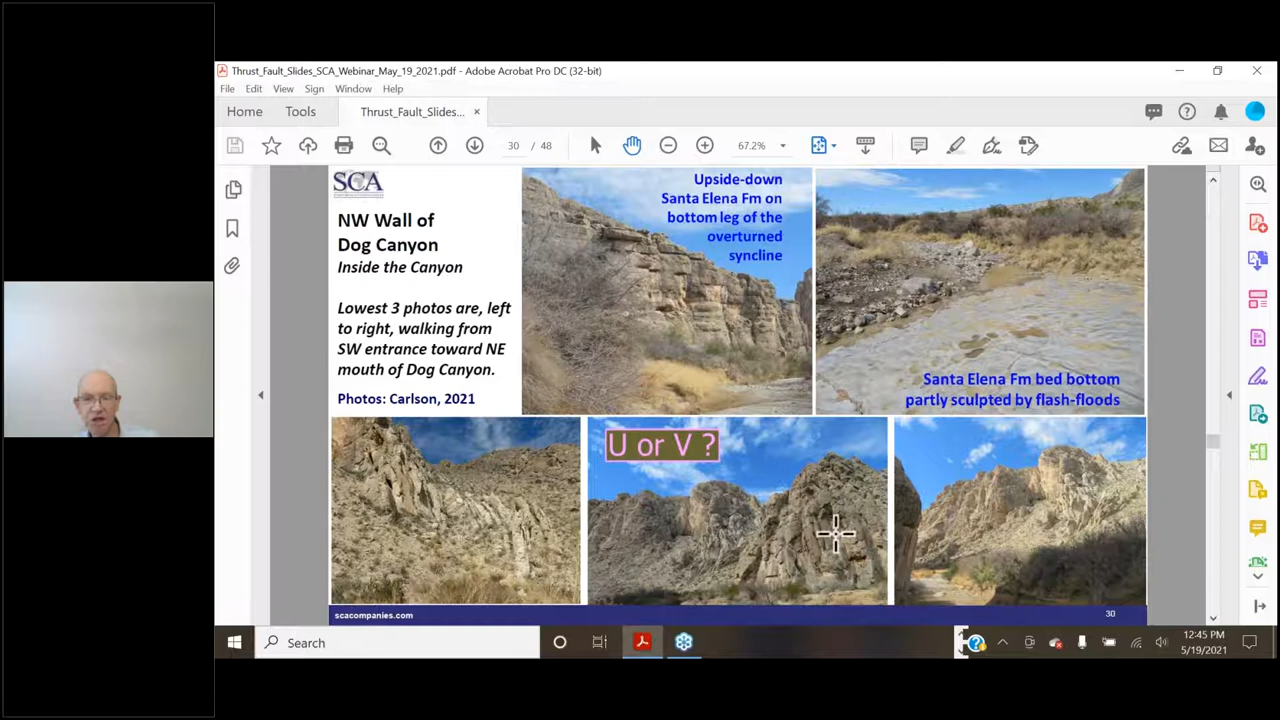 Thrust_Fault_Slides_SCA_Webinar_May_19_2021.pdf - Adobe Acrobat Pro DC (32-bit)
File Edit View Sign Window Help
Home Tools Thrust_Fault_Slides... ×
30 / 48 67.2%
SCA
NW Wall of
Dog Canyon
Inside the Canyon
Lowest 3 photos are, left
to right, walking from
SW entrance toward NE
mouth of Dog Canyon.
Photos: Carlson, 2021
Upside-down
Santa Elena Fm on
bottom leg of the
overturned
syncline
Santa Elena Fm bed bottom
partly sculpted by flash-floods
U or V ?
scacompanies.com
30
Search
12:45 PM
5/19/2021